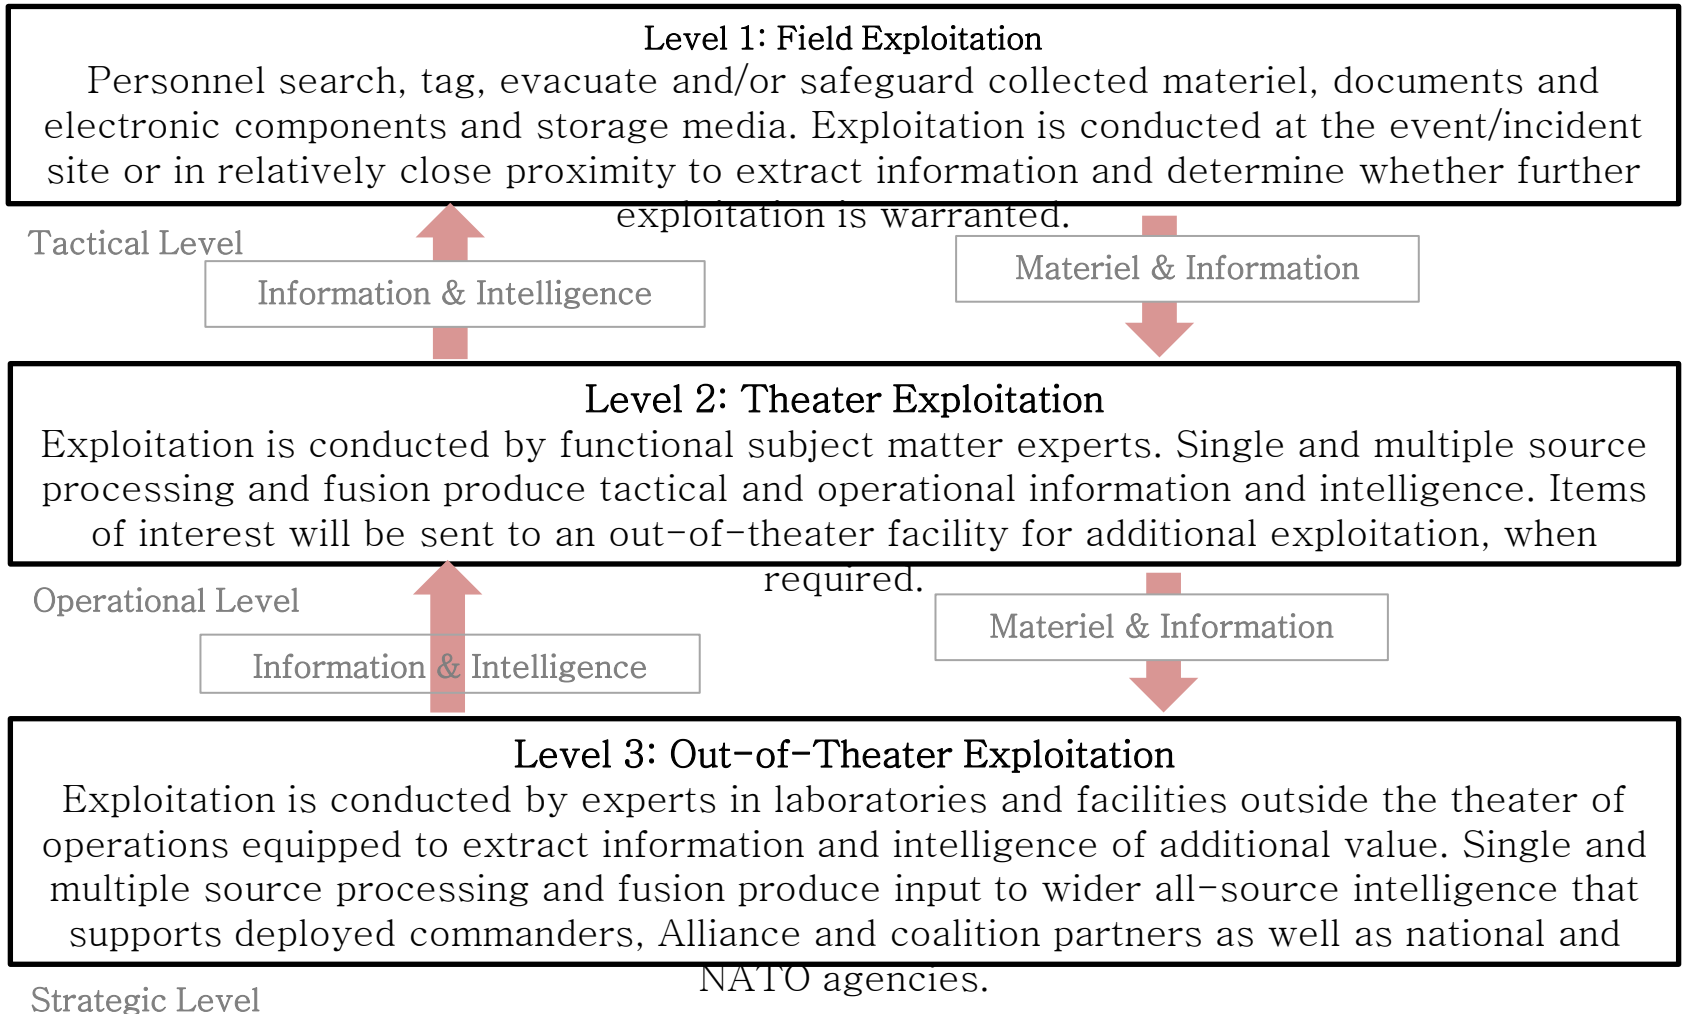 Level 1: Field Exploitation
Personnel search, tag, evacuate and/or safeguard collected materiel, documents and
electronic components and storage media. Exploitation is conducted at the event/incident
site or in relatively close proximity to extract information and determine whether further
exploitation is warranted.
Tactical Level
Information & Intelligence
Materiel & Information
Level 2: Theater Exploitation
Exploitation is conducted by functional subject matter experts. Single and multiple source
processing and fusion produce tactical and operational information and intelligence. Items
of interest will be sent to an out-of-theater facility for additional exploitation, when
required.
Operational Level
Information & Intelligence
Materiel & Information
Level 3: Out-of-Theater Exploitation
Exploitation is conducted by experts in laboratories and facilities outside the theater of
operations equipped to extract information and intelligence of additional value. Single and
multiple source processing and fusion produce input to wider all-source intelligence that
supports deployed commanders, Alliance and coalition partners as well as national and
NATO agencies.
Strategic Level